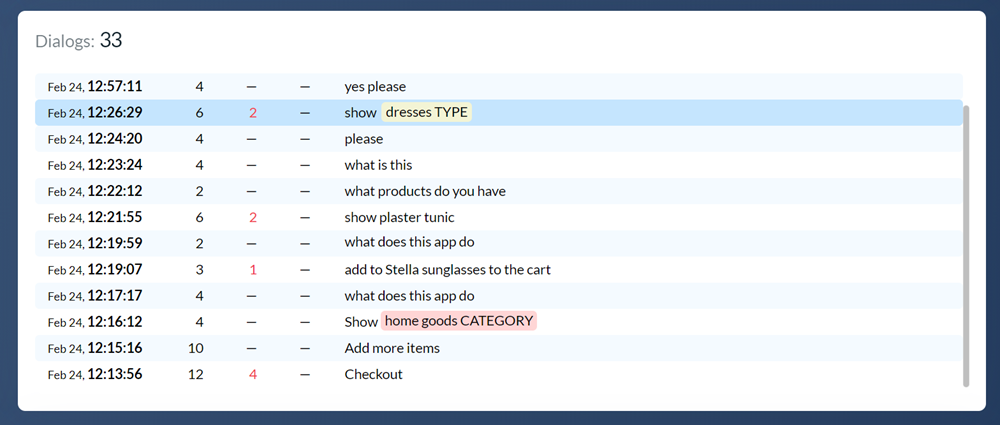 Dialogs: 33
Feb 24, 12:57:11 4 — — yes please
Feb 24, 12:26:29 6 2 — show dresses TYPE
Feb 24, 12:24:20 4 — — please
Feb 24, 12:23:24 4 — — what is this
Feb 24, 12:22:12 2 — — what products do you have
Feb 24, 12:21:55 6 2 — show plaster tunic
Feb 24, 12:19:59 2 — — what does this app do
Feb 24, 12:19:07 3 1 — add to Stella sunglasses to the cart
Feb 24, 12:17:17 4 — — what does this app do
Feb 24, 12:16:12 4 — — Show home goods CATEGORY
Feb 24, 12:15:16 10 — — Add more items
Feb 24, 12:13:56 12 4 — Checkout